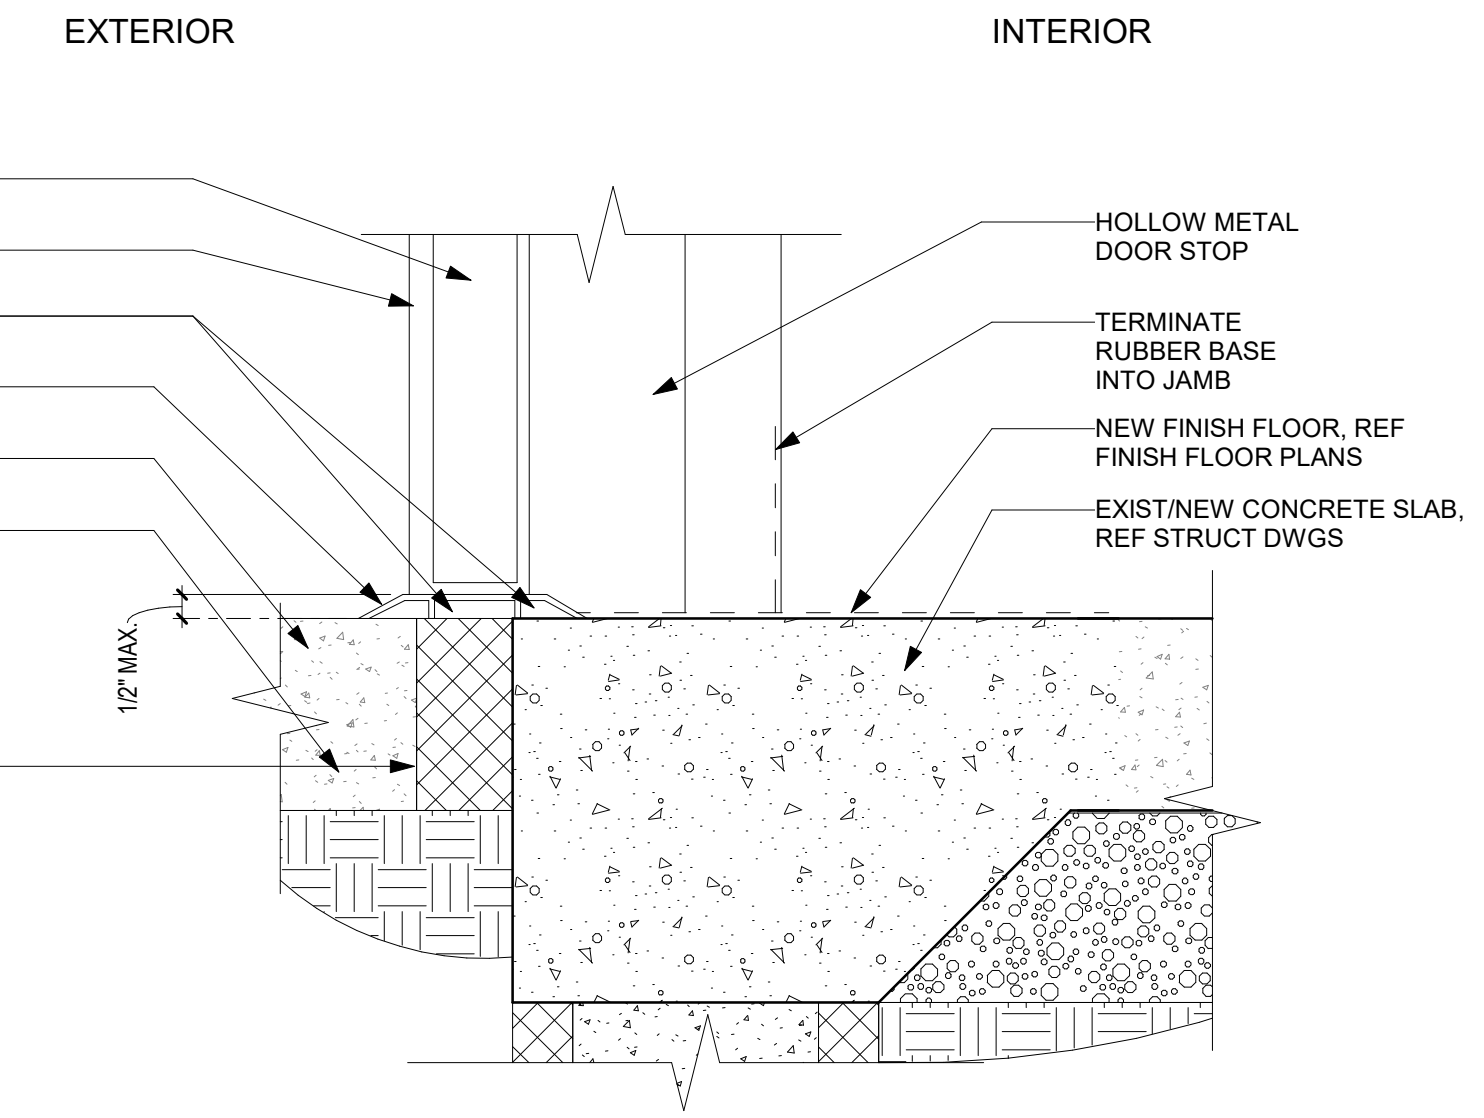 EXTERIOR
INTERIOR
HOLLOW METAL
DOOR STOP
TERMINATE
RUBBER BASE
INTO JAMB
NEW FINISH FLOOR, REF
FINISH FLOOR PLANS
EXIST/NEW CONCRETE SLAB,
REF STRUCT DWGS
1/2" MAX.